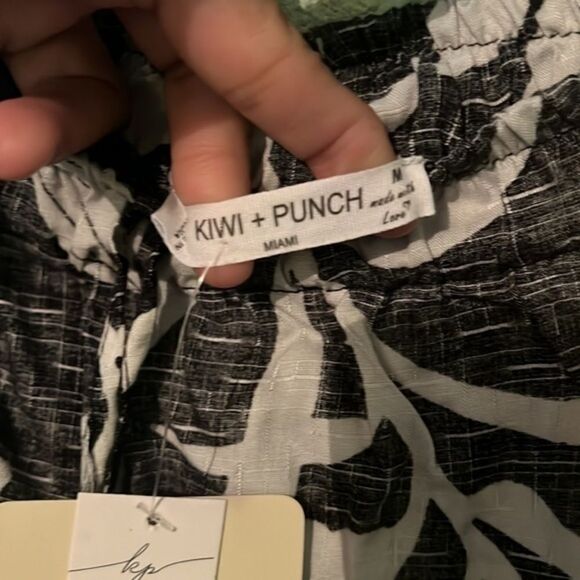 KIWI + PUNCH
MIAMI
M
made with
Love
kp